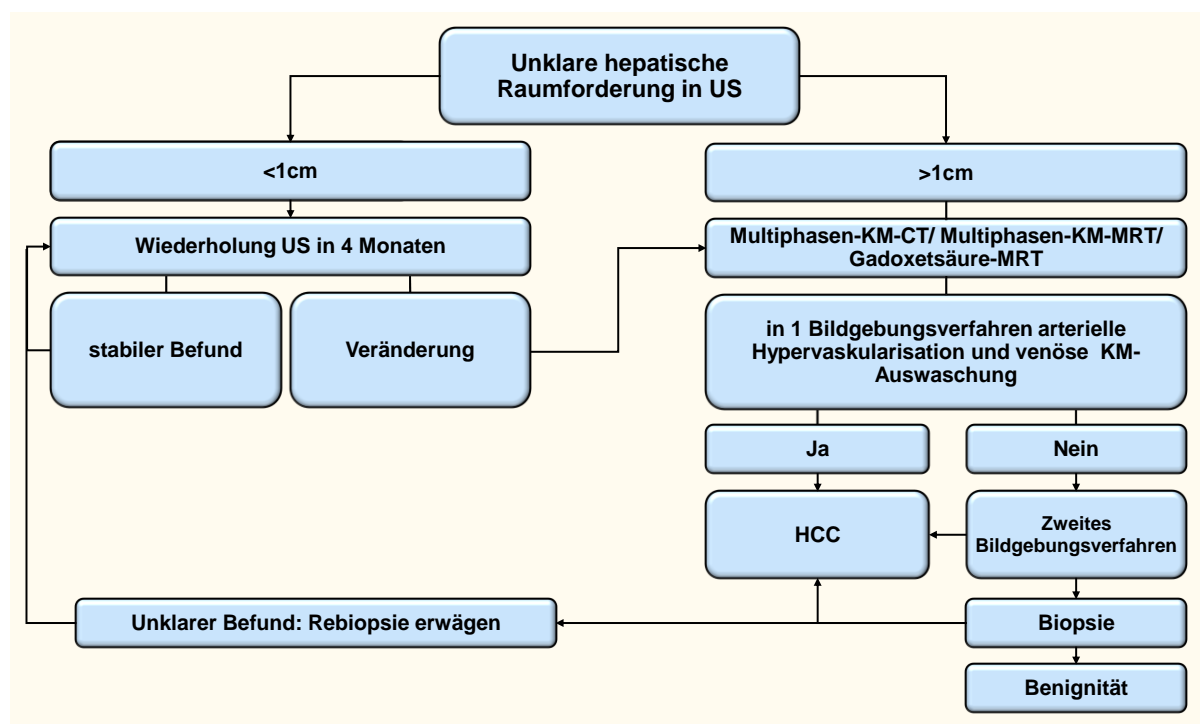 Unklare hepatische
Raumforderung in US
<1cm
>1cm
Wiederholung US in 4 Monaten
Multiphasen-KM-CT/ Multiphasen-KM-MRT/
Gadoxetsäure-MRT
stabiler Befund
Veränderung
in 1 Bildgebungsverfahren arterielle
Hypervaskularisation und venöse KM-
Auswaschung
Ja
Nein
HCC
Zweites
Bildgebungsverfahren
Unklarer Befund: Rebiopsie erwägen
Biopsie
Benignität